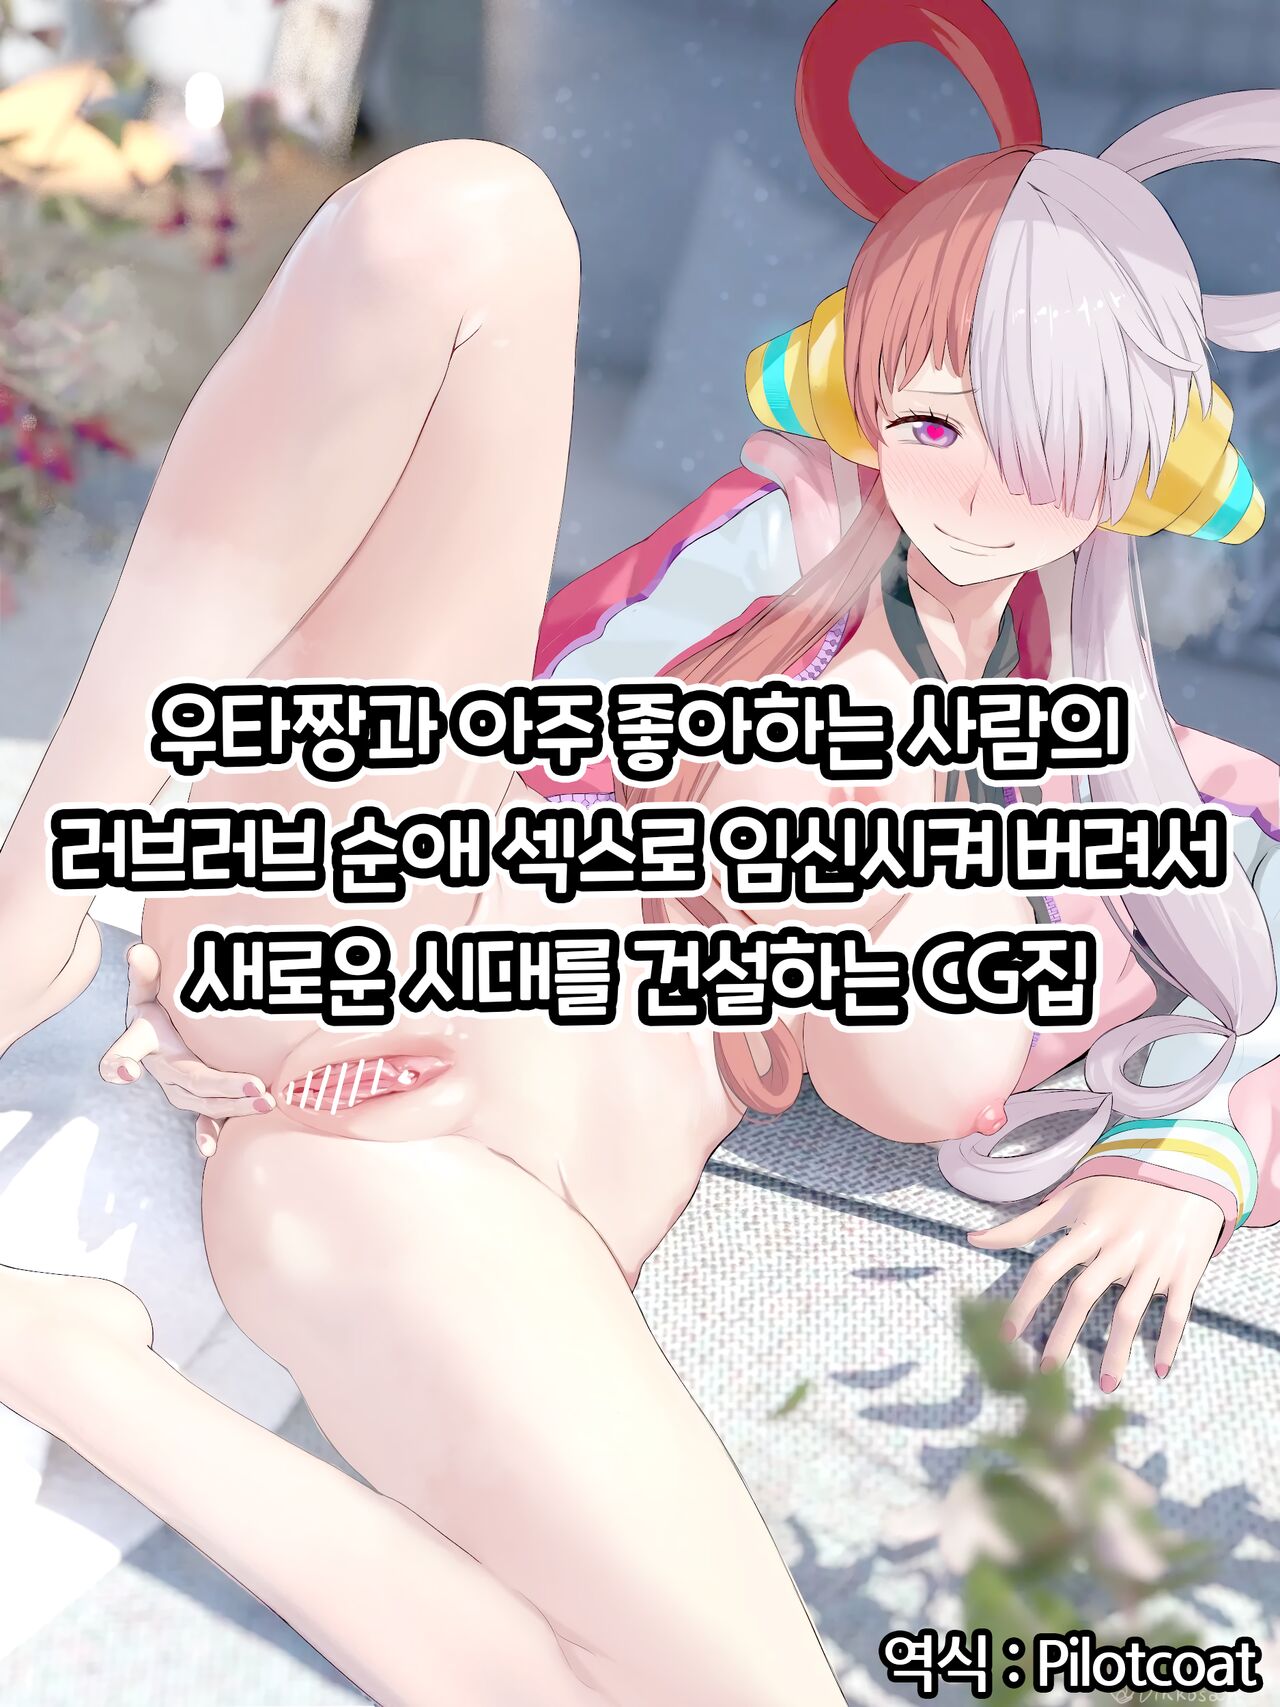 우타짱과 아주 좋아하는 사람의
러브러브 순애 섹스로 임신시켜 버려서
새로운 시대를 건설하는 CG집
역식 : Pilotcoat